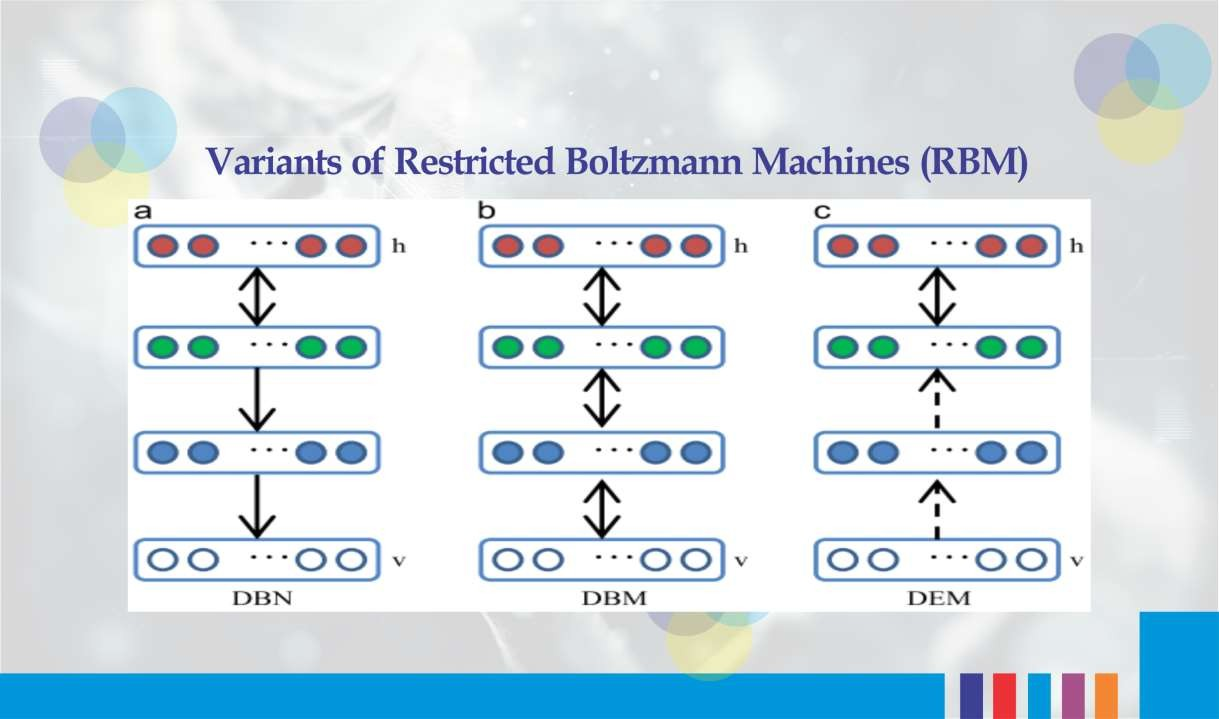 Variants of Restricted Boltzmann Machines (RBM)
a b c
··· h ··· h ··· h
··· ··· ···
··· ··· ···
··· v ··· v ··· v
DBN DBM DEM